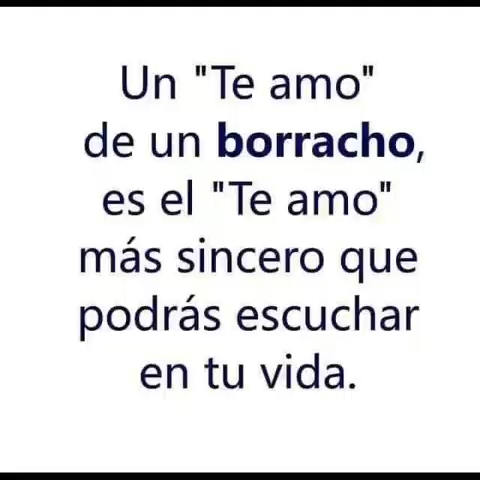 Un "Te amo"
de un borracho,
es el "Te amo"
más sincero que
podrás escuchar
en tu vida.